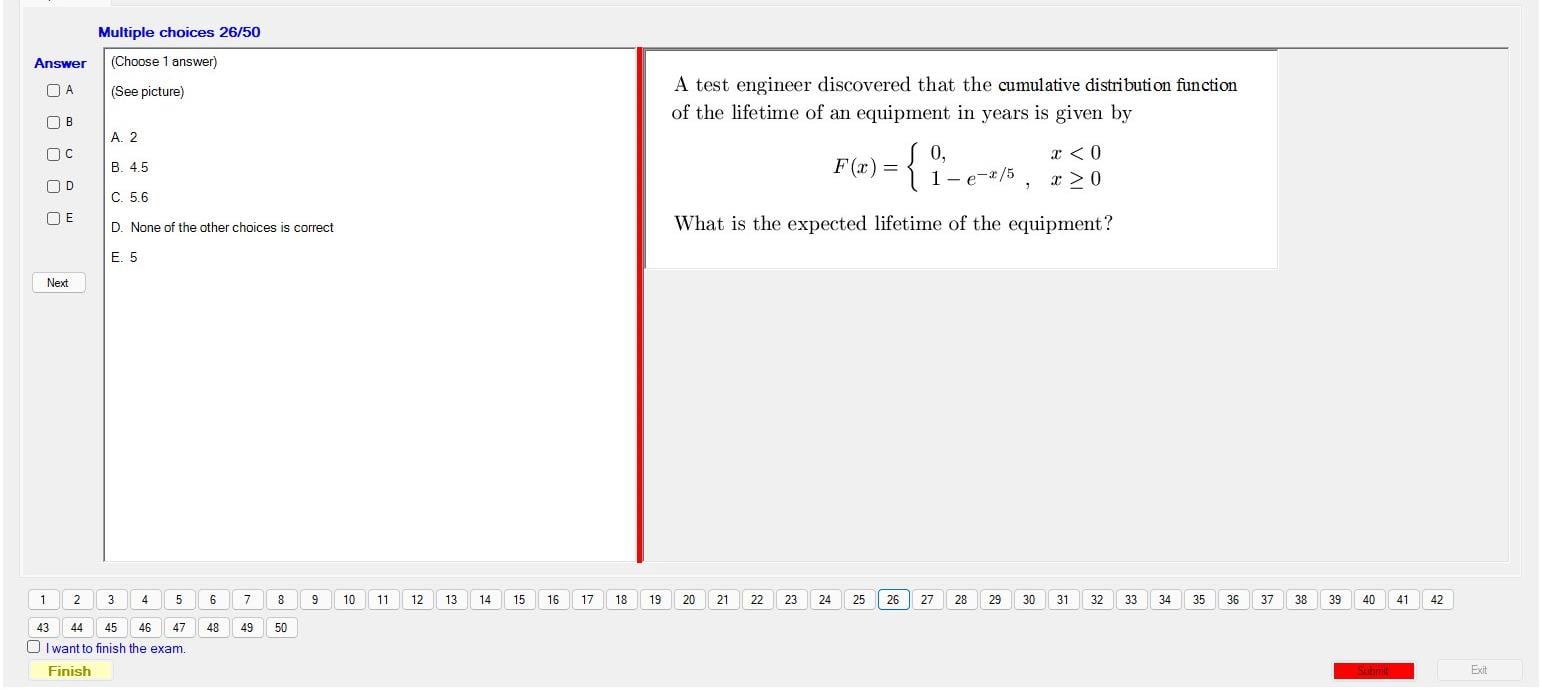 Multiple choices 26/50
Answer
A
B
C
D
E
Next
(Choose 1 answer)
(See picture)
A. 2
B. 4.5
C. 5.6
D. None of the other choices is correct
E. 5
A test engineer discovered that the cumulative distribution function
of the lifetime of an equipment in years is given by
F(x) = { 0, x < 0
1 − e^{−x/5} , x ≥ 0
What is the expected lifetime of the equipment?
1 2 3 4 5 6 7 8 9 10 11 12 13 14 15 16 17 18 19 20 21 22 23 24 25 26 27 28 29 30 31 32 33 34 35 36 37 38 39 40 41 42
43 44 45 46 47 48 49 50
I want to finish the exam.
Finish
Submit
Exit